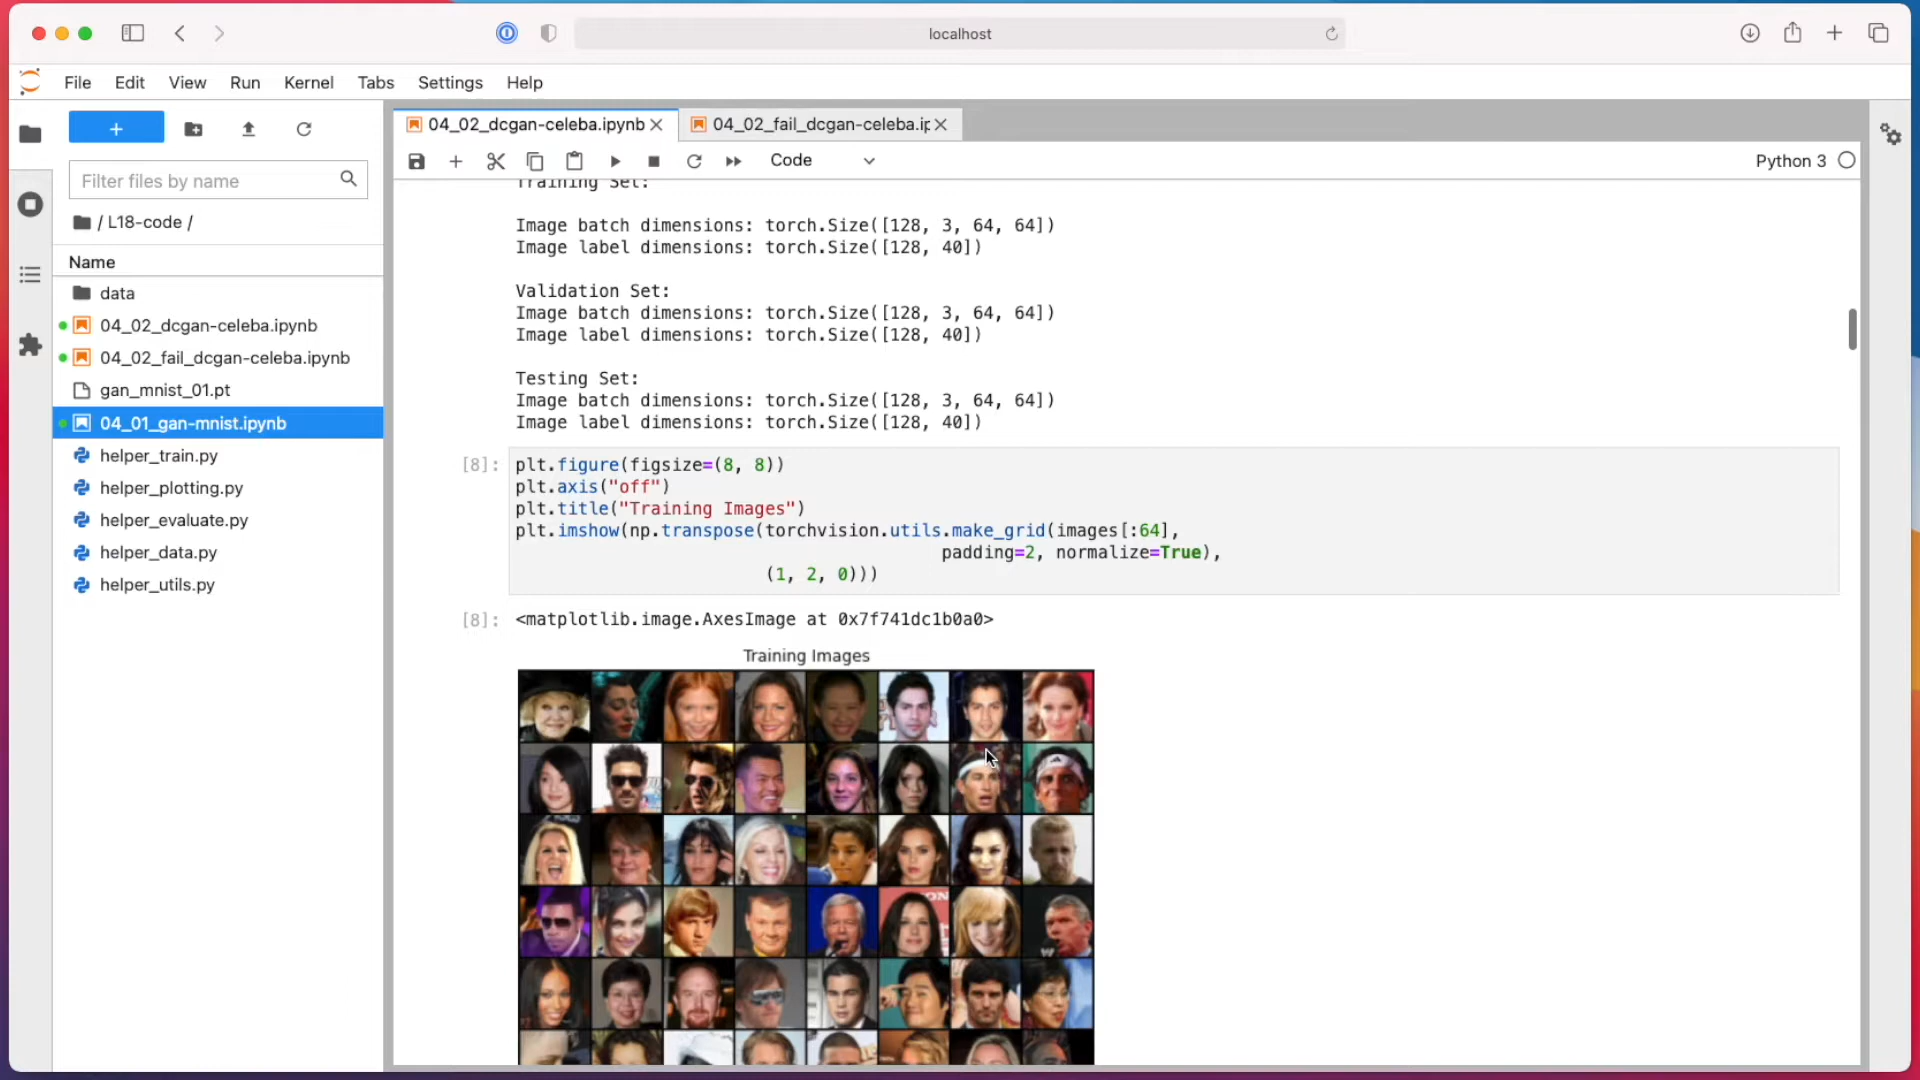 localhost
File Edit View Run Kernel Tabs Settings Help
04_02_dcgan-celeba.ipynb
04_02_fail_dcgan-celeba.ip
Code
Python 3
Filter files by name
/ L18-code /
Name
data
04_02_dcgan-celeba.ipynb
04_02_fail_dcgan-celeba.ipynb
gan_mnist_01.pt
04_01_gan-mnist.ipynb
helper_train.py
helper_plotting.py
helper_evaluate.py
helper_data.py
helper_utils.py
Training Set:
Image batch dimensions: torch.Size([128, 3, 64, 64])
Image label dimensions: torch.Size([128, 40])
Validation Set:
Image batch dimensions: torch.Size([128, 3, 64, 64])
Image label dimensions: torch.Size([128, 40])
Testing Set:
Image batch dimensions: torch.Size([128, 3, 64, 64])
Image label dimensions: torch.Size([128, 40])
[8]: plt.figure(figsize=(8, 8))
plt.axis("off")
plt.title("Training Images")
plt.imshow(np.transpose(torchvision.utils.make_grid(images[:64],
padding=2, normalize=True),
(1, 2, 0)))
[8]: <matplotlib.image.AxesImage at 0x7f741dc1b0a0>
Training Images